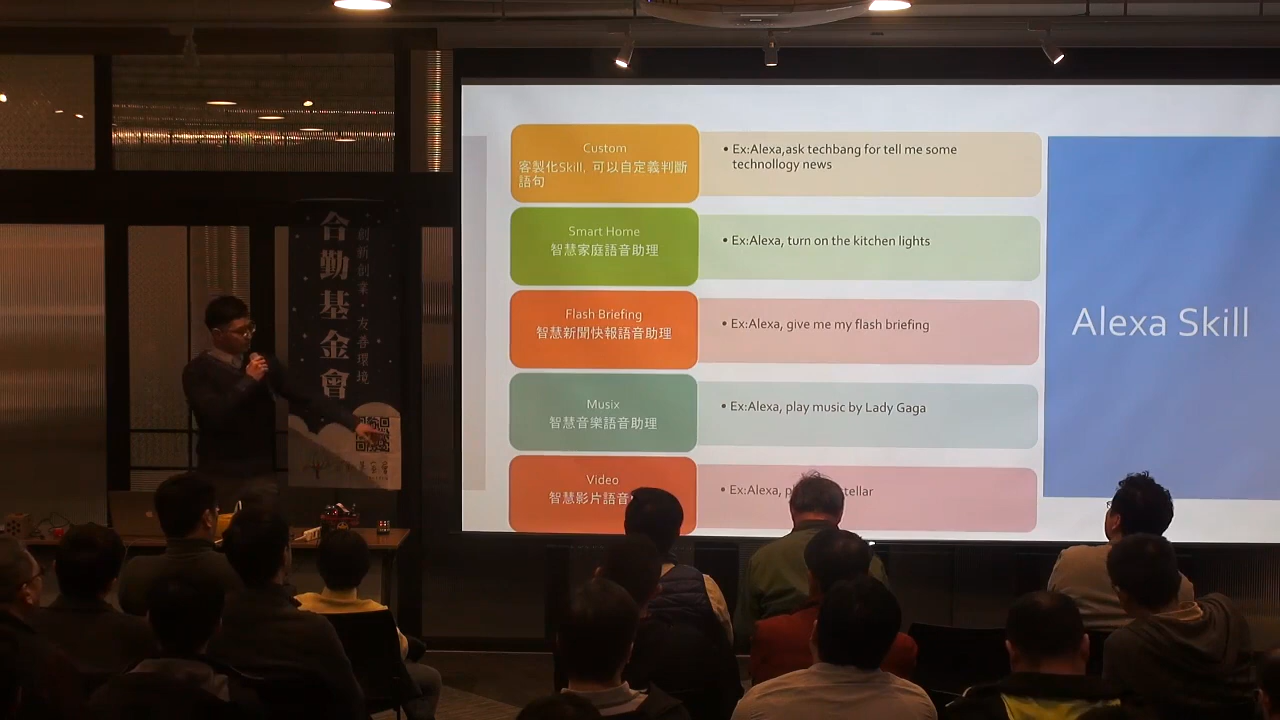 合勤基金會
創新創業·友善環境
Custom
客製化Skill, 可以自定義判斷
語句
• Ex:Alexa,ask techbang for tell me some
technollogy news
Smart Home
智慧家庭語音助理
• Ex:Alexa, turn on the kitchen lights
Flash Briefing
智慧新聞快報語音助理
• Ex:Alexa, give me my flash briefing
Musix
智慧音樂語音助理
• Ex:Alexa, play music by Lady Gaga
Video
智慧影片語音
• Ex:Alexa,
Alexa Skill